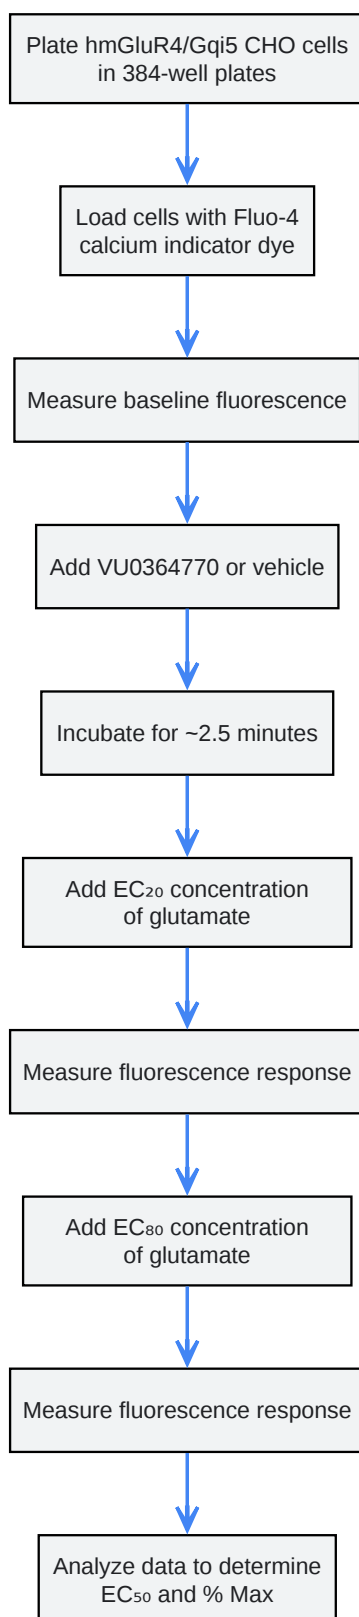 Plate hmGluR4/Gqi5 CHO cells
in 384-well plates
Load cells with Fluo-4
calcium indicator dye
Measure baseline fluorescence
Add VU0364770 or vehicle
Incubate for ~2.5 minutes
Add EC₂₀ concentration
of glutamate
Measure fluorescence response
Add EC₈₀ concentration
of glutamate
Measure fluorescence response
Analyze data to determine
EC₅₀ and % Max